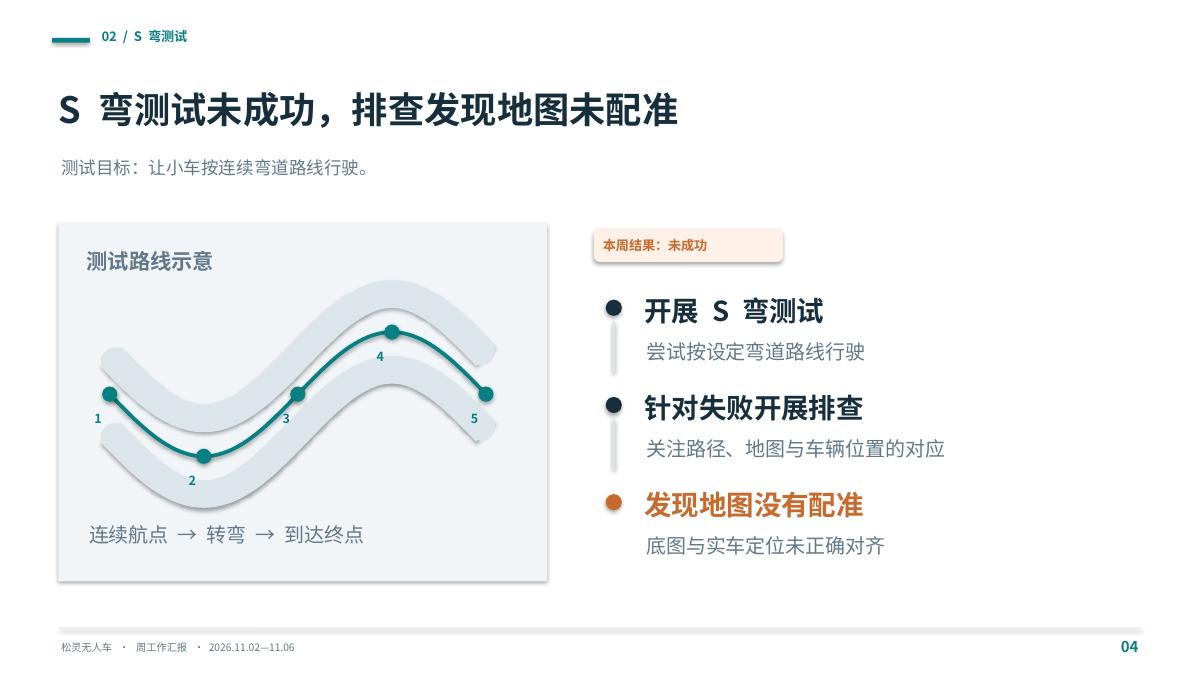 02 / S 弯测试
S 弯测试未成功，排查发现地图未配准
测试目标：让小车按连续弯道路线行驶。
测试路线示意
1
2
3
4
5
连续航点 → 转弯 → 到达终点
本周结果：未成功
开展 S 弯测试
尝试按设定弯道路线行驶
针对失败开展排查
关注路径、地图与车辆位置的对应
发现地图没有配准
底图与实车定位未正确对齐
松灵无人车 · 周工作汇报 · 2026.11.02—11.06
04